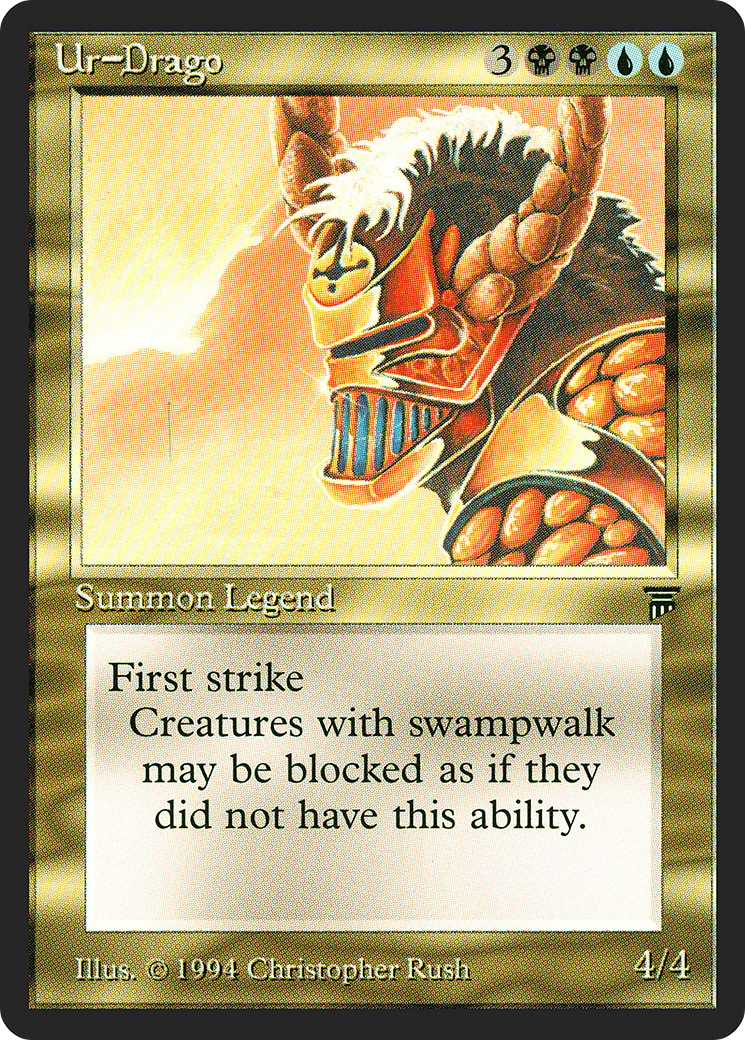 Ur-Drago 3
Summon Legend
First strike
Creatures with swampwalk
may be blocked as if they
did not have this ability.
Illus. © 1994 Christopher Rush 4/4